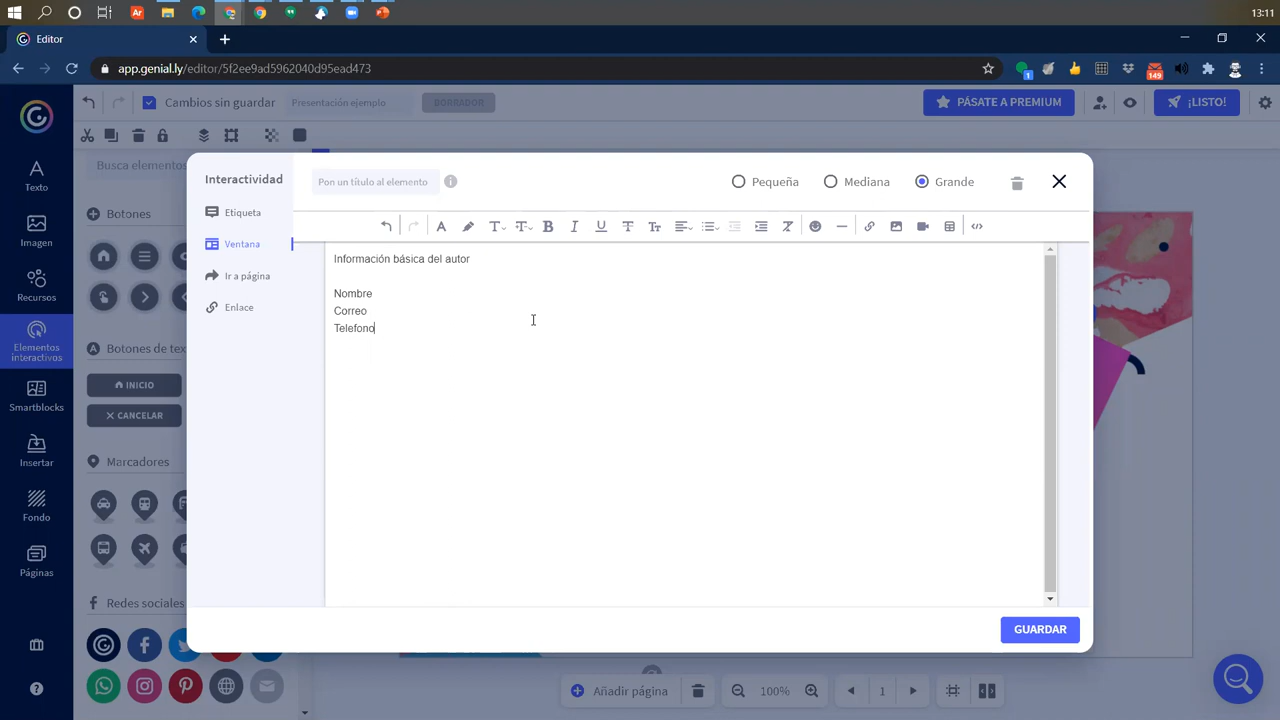 13:11
Editor
app.genial.ly/editor/5f2ee9ad5962040d95ead473
1
149
Cambios sin guardar
Presentación ejemplo
BORRADOR
PÁSATE A PREMIUM
¡LISTO!
Busca elementos
Texto
Imagen
Recursos
Elementos
interactivos
Smartblocks
Insertar
Fondo
Páginas
Botones
Botones de tex
INICIO
CANCELAR
Marcadores
Redes sociales
Interactividad
Etiqueta
Ventana
Ir a página
Enlace
Pon un título al elemento
Pequeña
Mediana
Grande
Información básica del autor
Nombre
Correo
Telefono
GUARDAR
Añadir página
100%
1